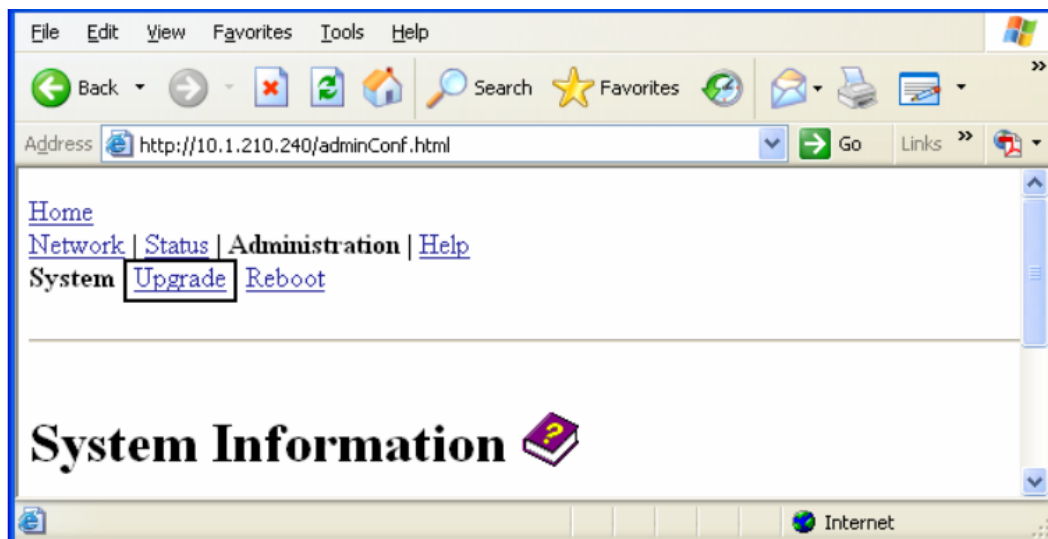 File Edit View Favorites Tools Help
Back Search Favorites »
Address http://10.1.210.240/adminConf.html Go Links »
Home
Network | Status | Administration | Help
System Upgrade Reboot
System Information ?
Internet